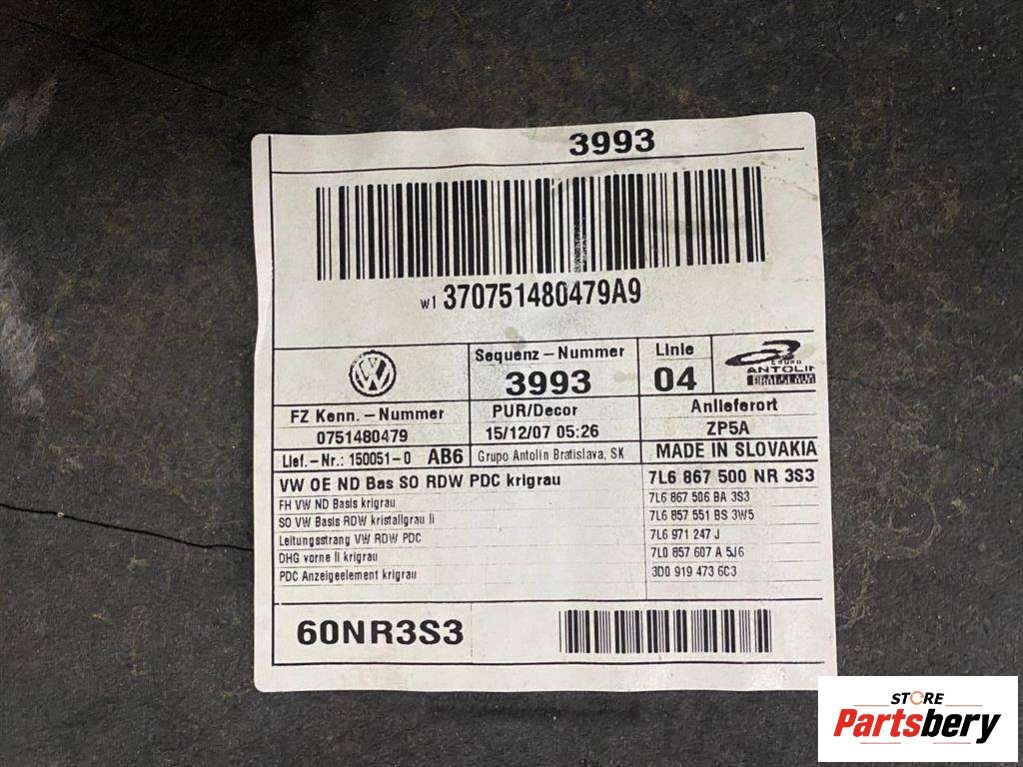 3993
w1 370751480479A9
Sequenz-Nummer
Linie
3993
04
GRUPO
ANTOLIN
BRATISLAVA
FZ Kenn.-Nummer
PUR/Decor
Anlieferort
0751480479
15/12/07 05:26
ZP5A
Lief.-Nr.: 150051-0 AB6
Grupo Antolin Bratislava, SK
MADE IN SLOVAKIA
VW OE ND Bas SO RDW PDC krigrau
7L6 867 500 NR 3S3
FH VW ND Basis krigrau
7L6 867 506 BA 3S3
SO VW Basis RDW kristallgrau li
7L6 857 551 BS 3W5
Leitungsstrang VW RDW PDC
7L6 971 247 J
DHG vorne li krigrau
7L0 857 607 A 5J6
PDC Anzeigeelement krigrau
3D0 919 473 6C3
60NR3S3
STORE
Partsbery